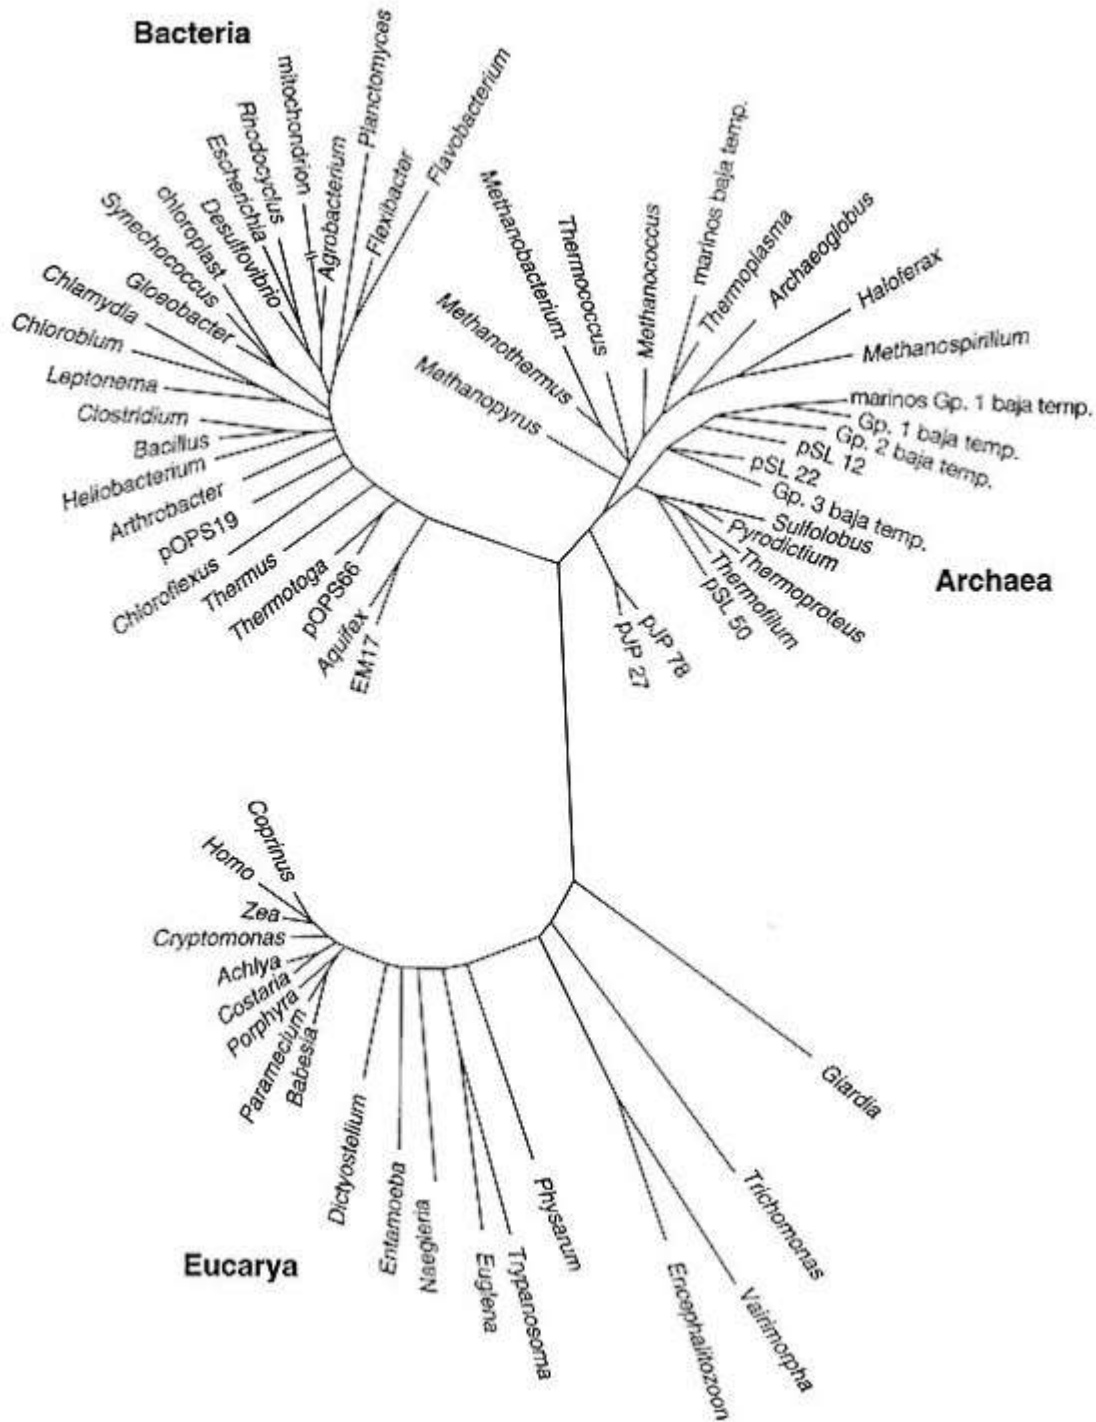 Bacteria
Planctomyces
mitochondrion
Flavobacterium
Rhodocyclus
Escherichia
Agrobacterium
Flexibacter
Desulfovibrio
chloroplast
Synechococcus
Gloeobacter
Chlamydia
Chlorobium
Leptonema
Clostridium
Bacillus
Heliobacterium
Arthrobacter
pOPS19
Chloroflexus
Thermus
Thermotoga
pOPS66
Aquifex
EM17
Methanopyrus
Methanothermus
Methanobacterium
Thermococcus
Methanococcus
marinos baja temp.
Thermoplasma
Archaeoglobus
Haloferax
Methanospirillum
marinos Gp. 1 baja temp.
Gp. 1 baja temp.
Gp. 2 baja temp.
pSL 12
pSL 22
Gp. 3 baja temp.
Sulfolobus
Pyrodictium
Thermoproteus
Thermofilum
pSL 50
pJP 78
pJP 27
Archaea
Coprinus
Homo
Zea
Cryptomonas
Achlya
Costaria
Porphyra
Paramecium
Babesia
Dictyostelium
Entamoeba
Naegleria
Euglena
Trypanosoma
Physarum
Encephalitozoon
Vairimorpha
Trichomonas
Giardia
Eucarya